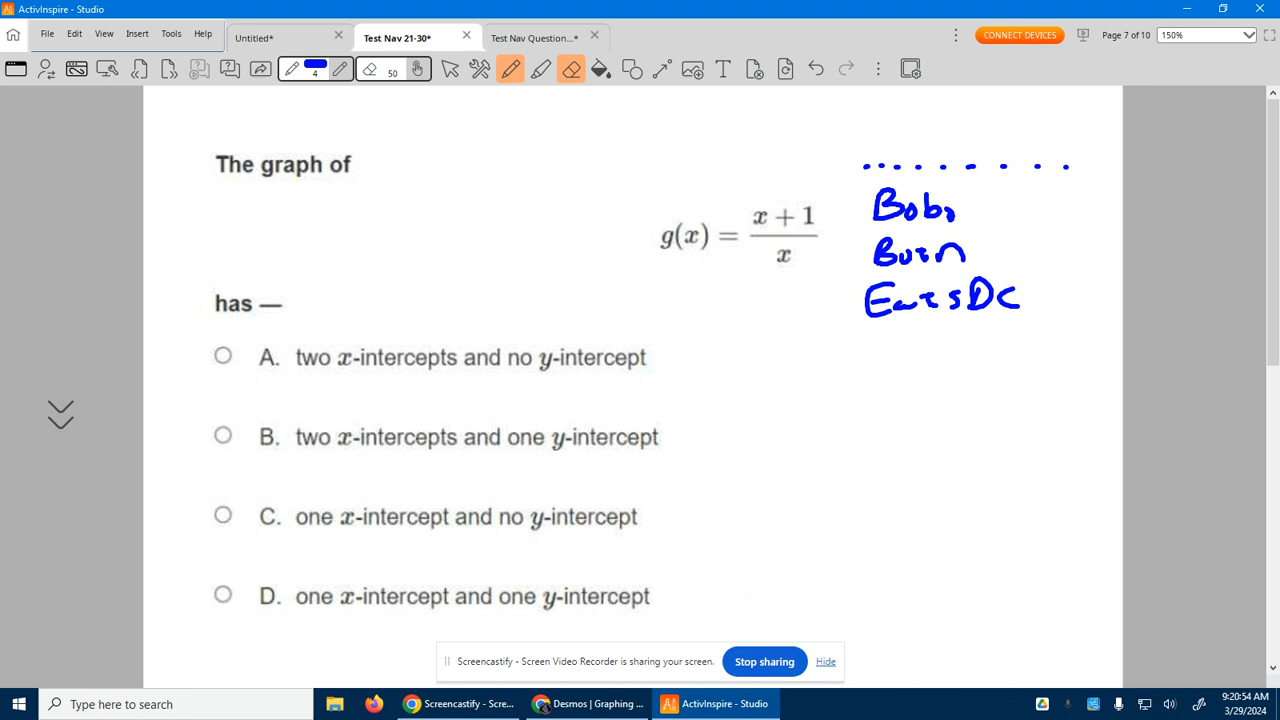 ActivInspire - Studio
File Edit View Insert Tools Help
Untitled*
Test Nav 21-30*
Test Nav Question...*
CONNECT DEVICES
Page 7 of 10
150%
4
50
The graph of
g(x) = \frac{x + 1}{x}
has —
A. two x-intercepts and no y-intercept
B. two x-intercepts and one y-intercept
C. one x-intercept and no y-intercept
D. one x-intercept and one y-intercept
Bobo
Botn
EatsDC
Screencastify - Screen Video Recorder is sharing your screen.
Stop sharing
Hide
Type here to search
Screencastify - Scre...
Desmos | Graphing ...
ActivInspire - Studio
9:20:54 AM
3/29/2024